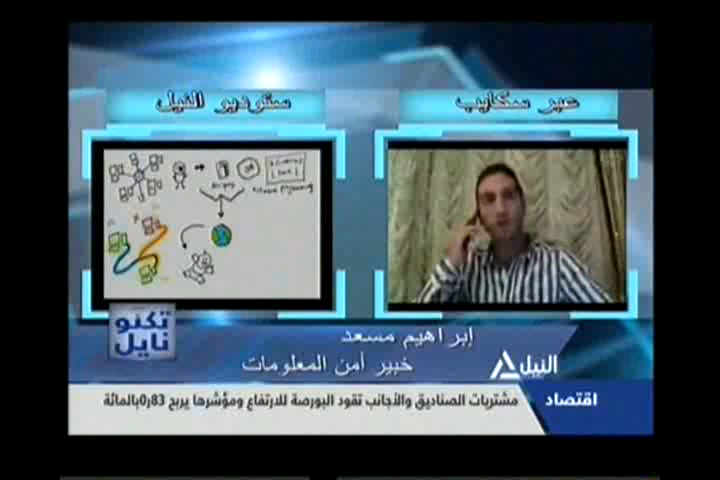 عبر سكايب
ستوديو النيل
تكنو
نايل
إبراهيم مسعد
خبير أمن المعلومات
النيل
اقتصاد
مشتريات الصناديق والأجانب تقود البورصة للارتفاع ومؤشرها يربح 0٫83بالمائة